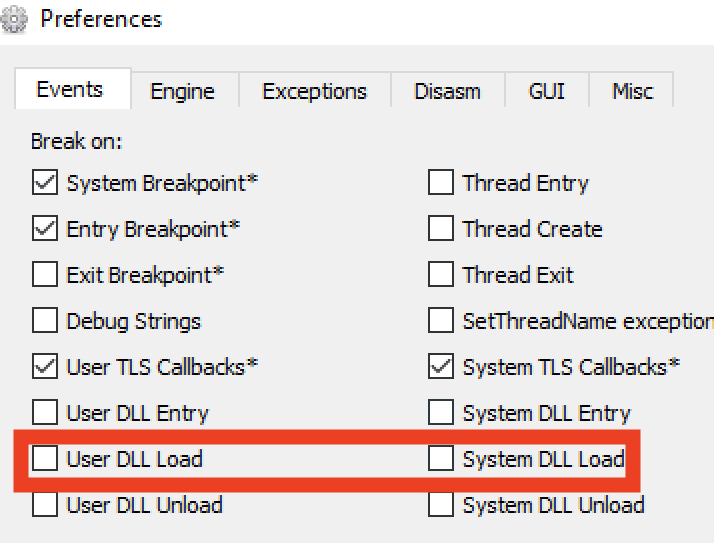 Preferences
Events Engine Exceptions Disasm GUI Misc
Break on:
System Breakpoint* Thread Entry
Entry Breakpoint* Thread Create
Exit Breakpoint* Thread Exit
Debug Strings SetThreadName exception
User TLS Callbacks* System TLS Callbacks*
User DLL Entry System DLL Entry
User DLL Load System DLL Load
User DLL Unload System DLL Unload